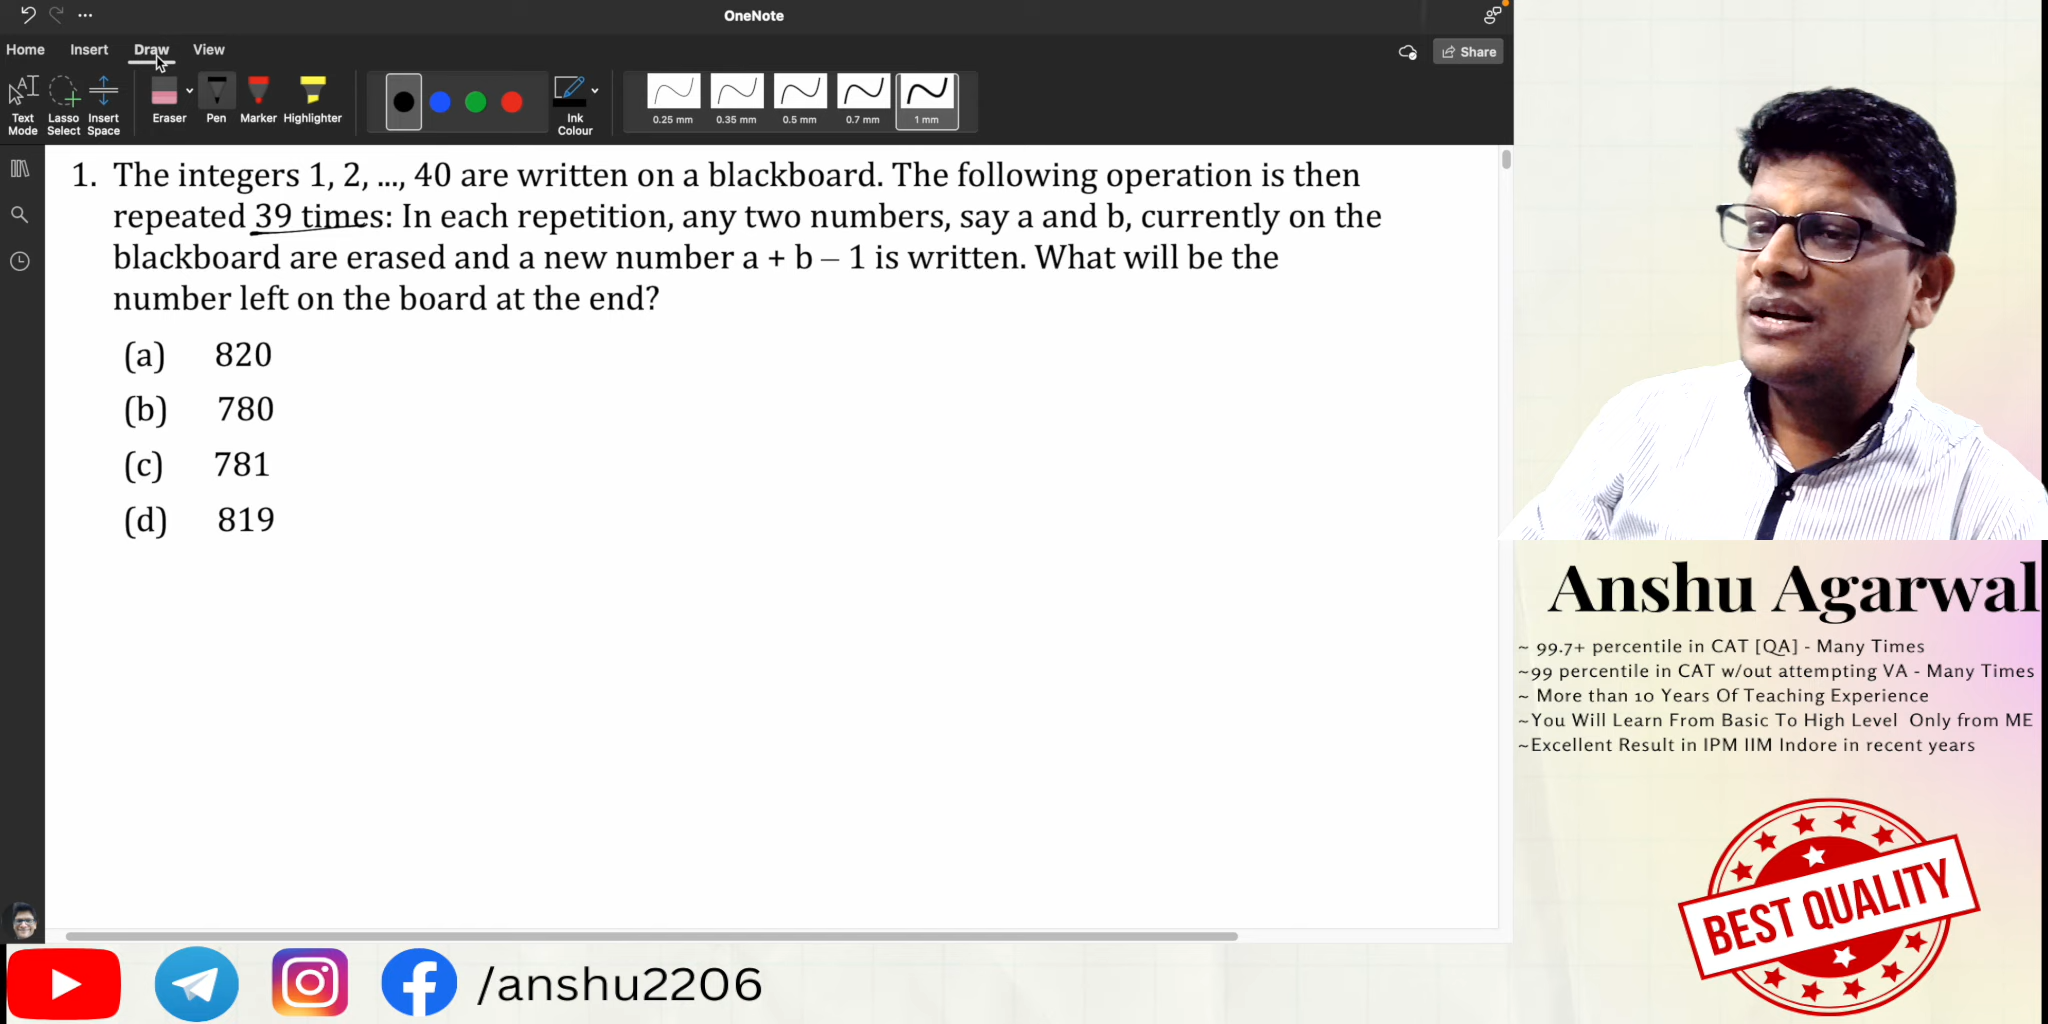 OneNote
Home Insert Draw View
Share
Text Mode
Lasso Select
Insert Space
Eraser
Pen
Marker
Highlighter
Ink Colour
0.25 mm
0.35 mm
0.5 mm
0.7 mm
1 mm
1. The integers 1, 2, ..., 40 are written on a blackboard. The following operation is then
repeated 39 times: In each repetition, any two numbers, say a and b, currently on the
blackboard are erased and a new number a + b – 1 is written. What will be the
number left on the board at the end?
(a) 820
(b) 780
(c) 781
(d) 819
Anshu Agarwal
~ 99.7+ percentile in CAT [QA] - Many Times
~99 percentile in CAT w/out attempting VA - Many Times
~ More than 10 Years Of Teaching Experience
~You Will Learn From Basic To High Level Only from ME
~Excellent Result in IPM IIM Indore in recent years
BEST QUALITY
/anshu2206